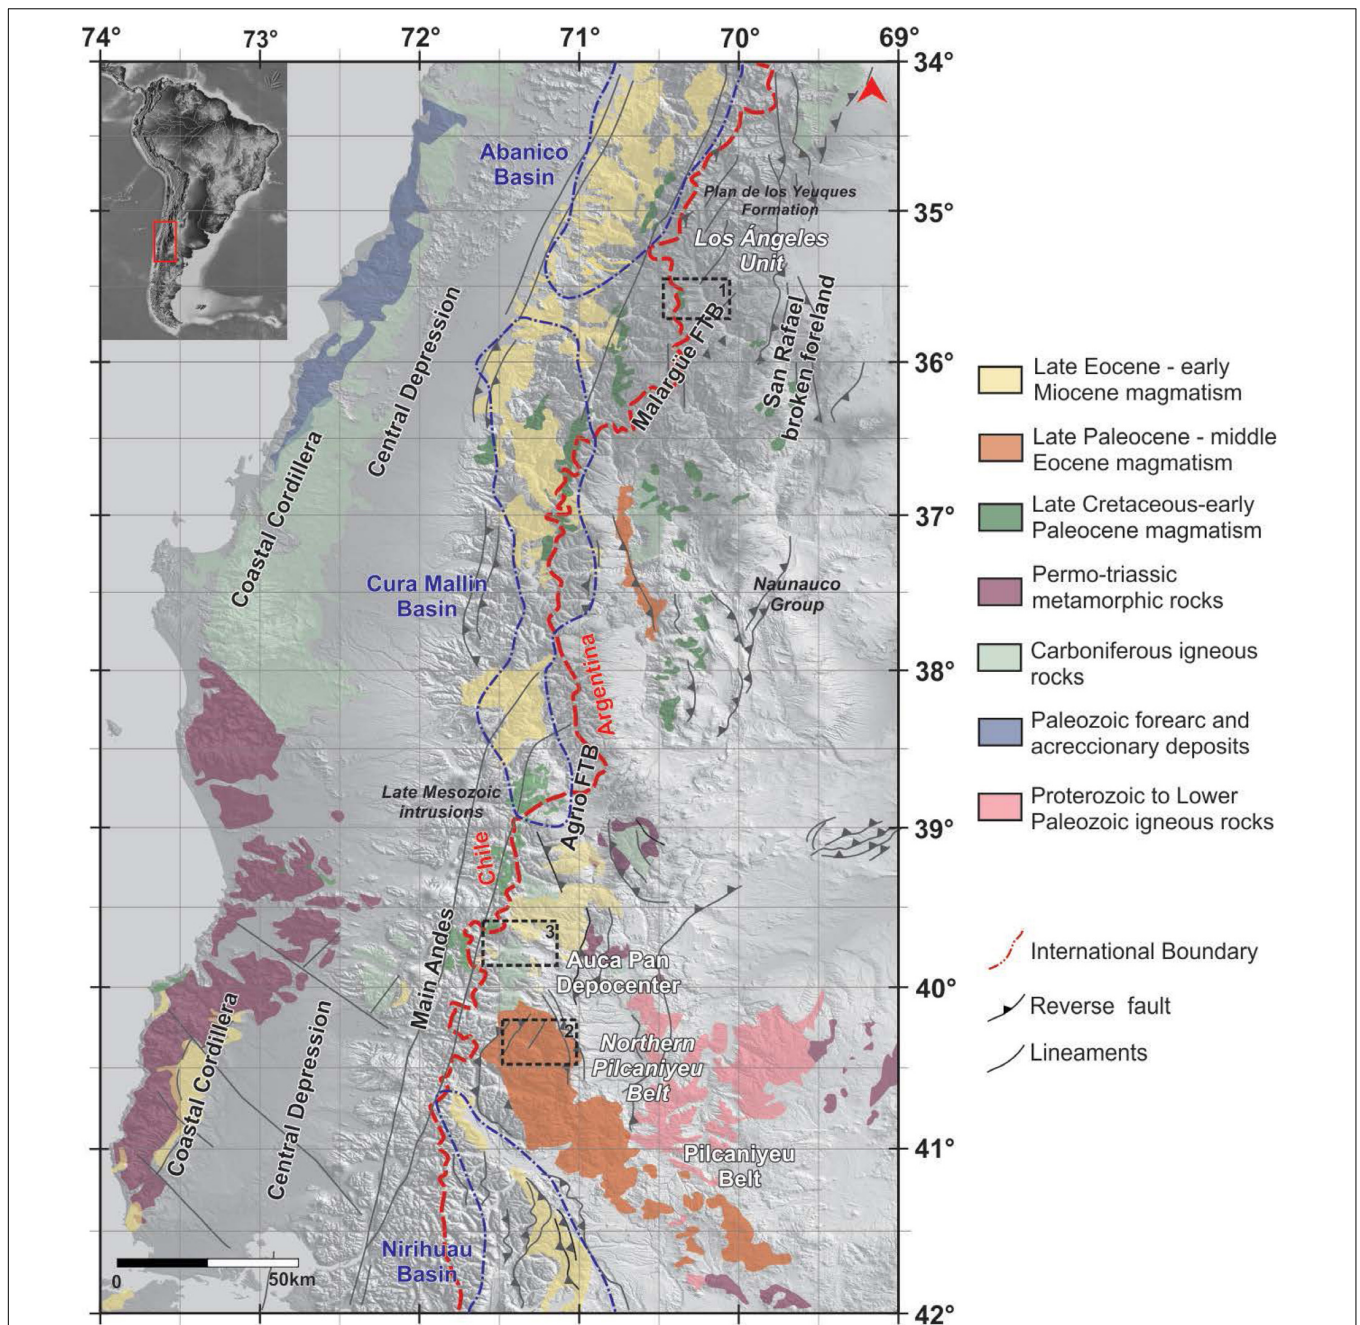 74°
73°
72°
71°
70°
69°
34°
35°
36°
37°
38°
39°
40°
41°
42°
Abanico
Basin
Plan de los Yeuques
Formation
Los Ángeles
Unit
1
Malargüe FTB
San Rafael
broken foreland
Central Depression
Coastal Cordillera
Cura Mallin
Basin
Naunauco
Group
Argentina
Late Mesozoic
intrusions
Agrio FTB
Chile
Main Andes
3
Auca Pan
Depocenter
2
Northern
Pilcaniyeu
Belt
Coastal Cordillera
Central Depression
Pilcaniyeu
Belt
Nirihuau
Basin
0
50km
Late Eocene - early
Miocene magmatism
Late Paleocene - middle
Eocene magmatism
Late Cretaceous-early
Paleocene magmatism
Permo-triassic
metamorphic rocks
Carboniferous igneous
rocks
Paleozoic forearc and
acreccionary deposits
Proterozoic to Lower
Paleozoic igneous rocks
International Boundary
Reverse fault
Lineaments